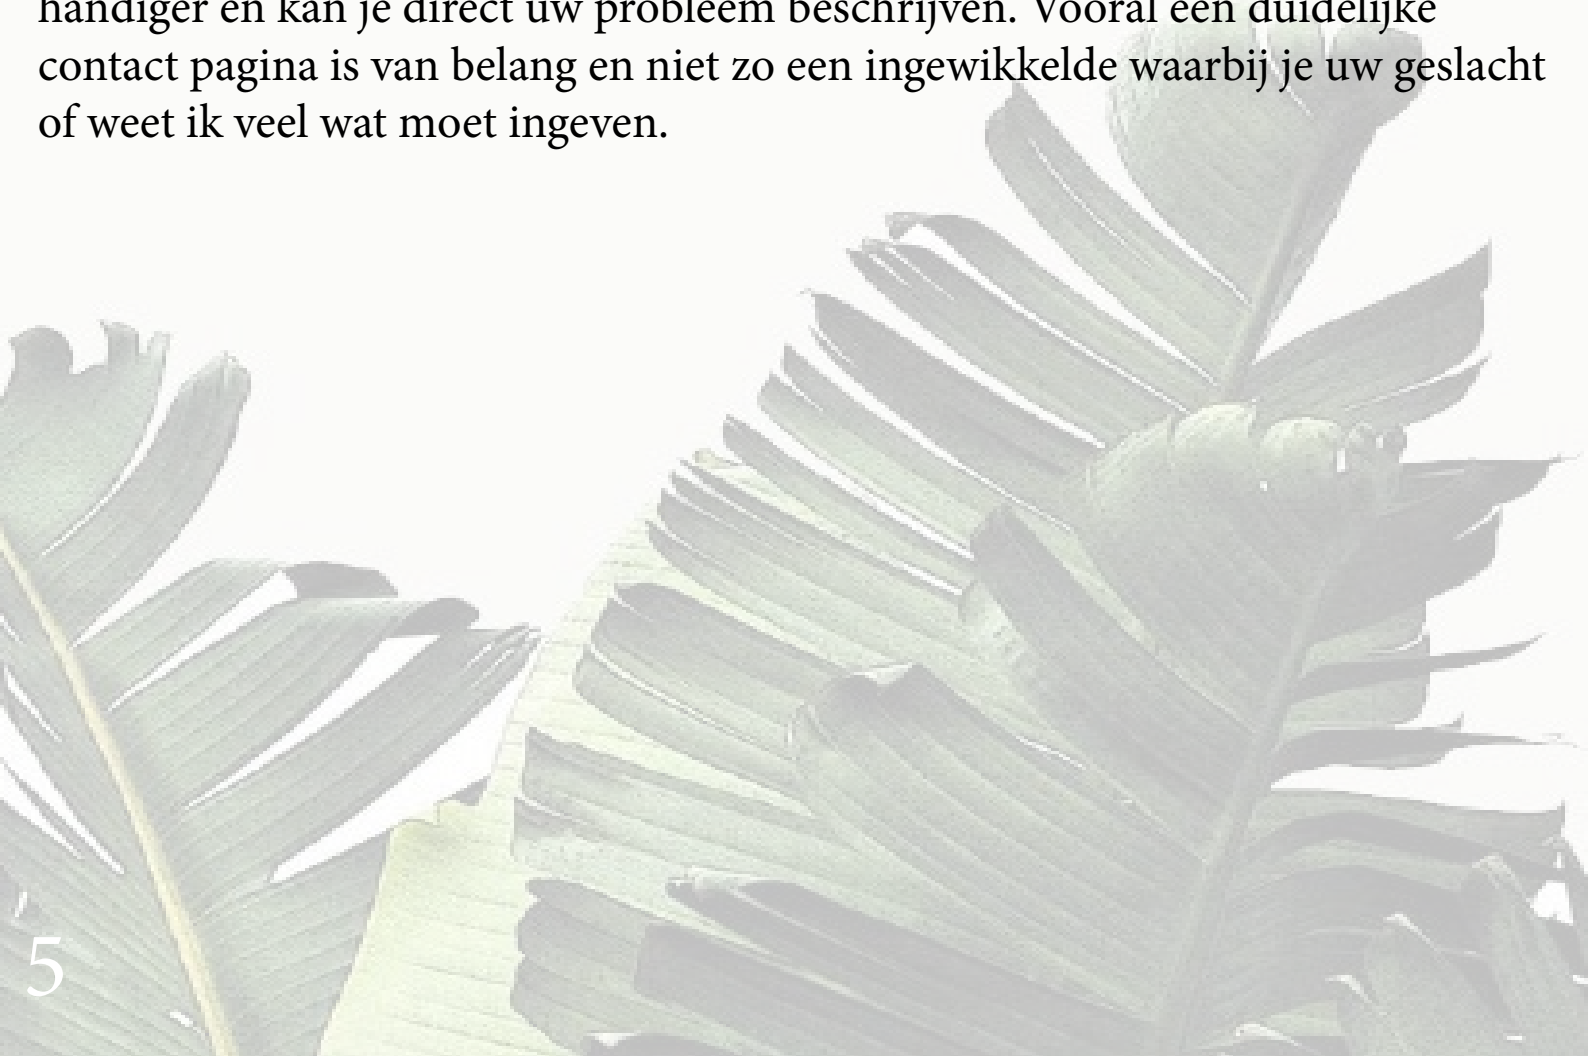 handiger en kan je direct uw probleem beschrijven. Vooral een duidelijke
contact pagina is van belang en niet zo een ingewikkelde waarbij je uw geslacht
of weet ik veel wat moet ingeven.
5